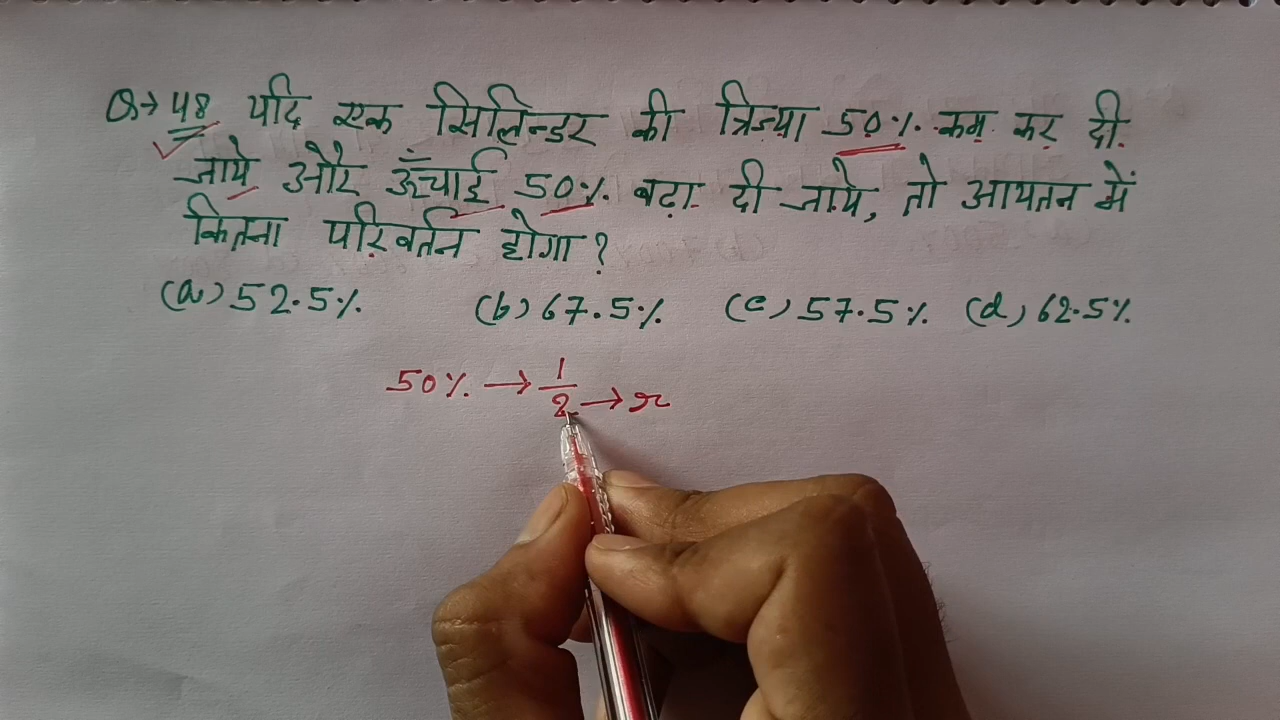 Q→ 48 यदि एक सिलिन्डर की त्रिज्या 50% कम कर दी
जाये और ऊँचाई 50% बढ़ा दी जाये, तो आयतन में
कितना परिवर्तन होगा?
(a) 52.5% (b) 67.5% (c) 57.5% (d) 62.5%
50% → 1/2 → r